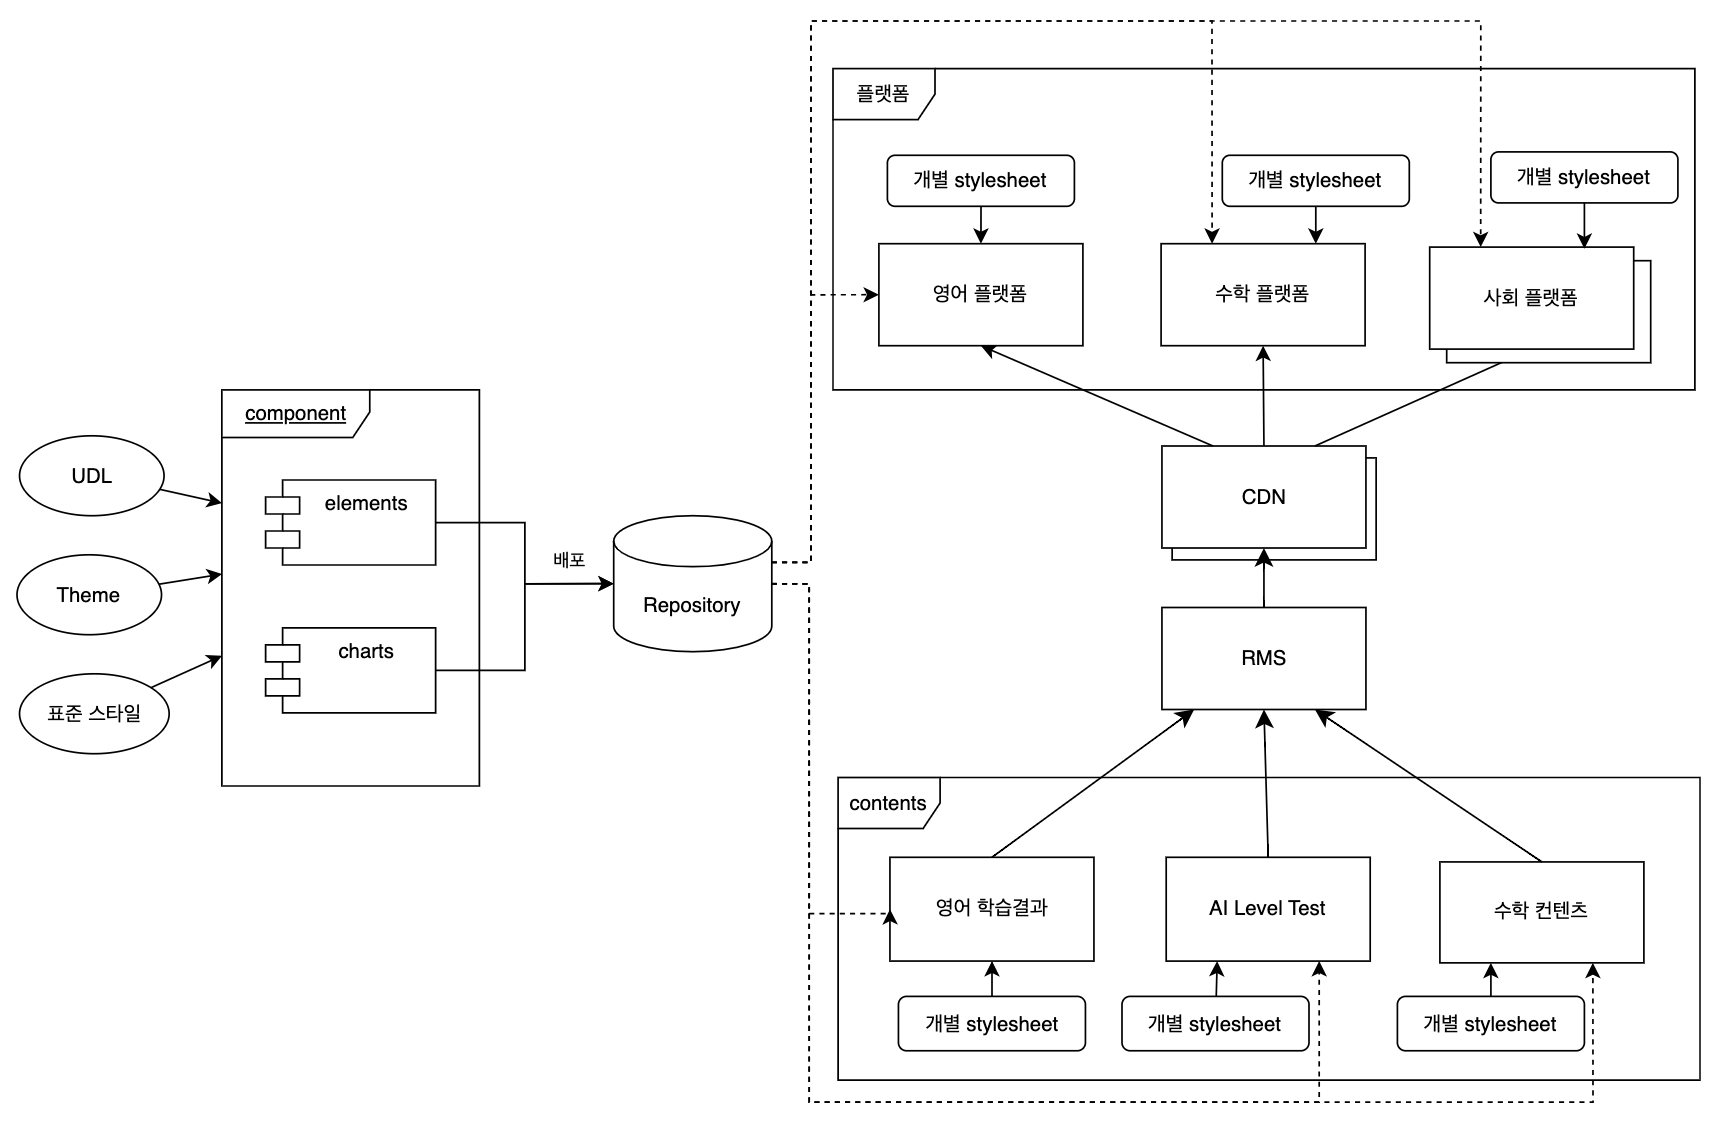 플랫폼
개별 stylesheet
개별 stylesheet
개별 stylesheet
영어 플랫폼
수학 플랫폼
사회 플랫폼
component
UDL
elements
CDN
배포
Theme
Repository
charts
RMS
표준 스타일
contents
영어 학습결과
AI Level Test
수학 컨텐츠
개별 stylesheet
개별 stylesheet
개별 stylesheet